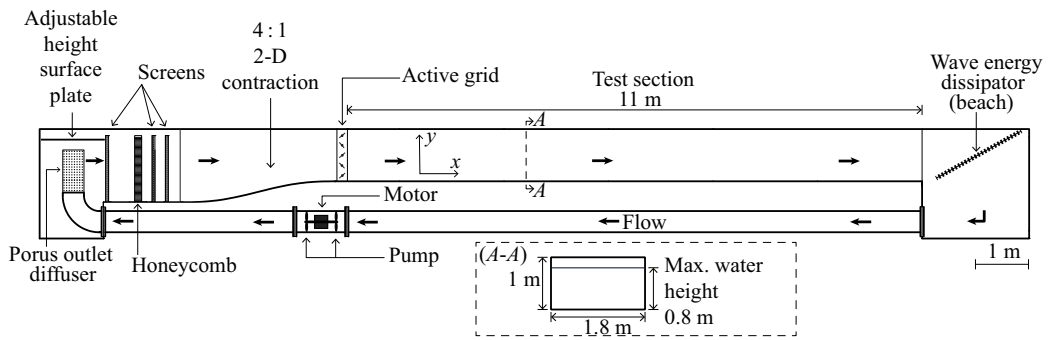 Adjustable
height
surface
plate
Screens
4 : 1
2-D
contraction
Active grid
Test section
11 m
Wave energy
dissipator
(beach)
A
y
x
A
Motor
Flow
Porus outlet
diffuser
Honeycomb
Pump
1 m
(A-A)
1 m
Max. water
height
0.8 m
1.8 m